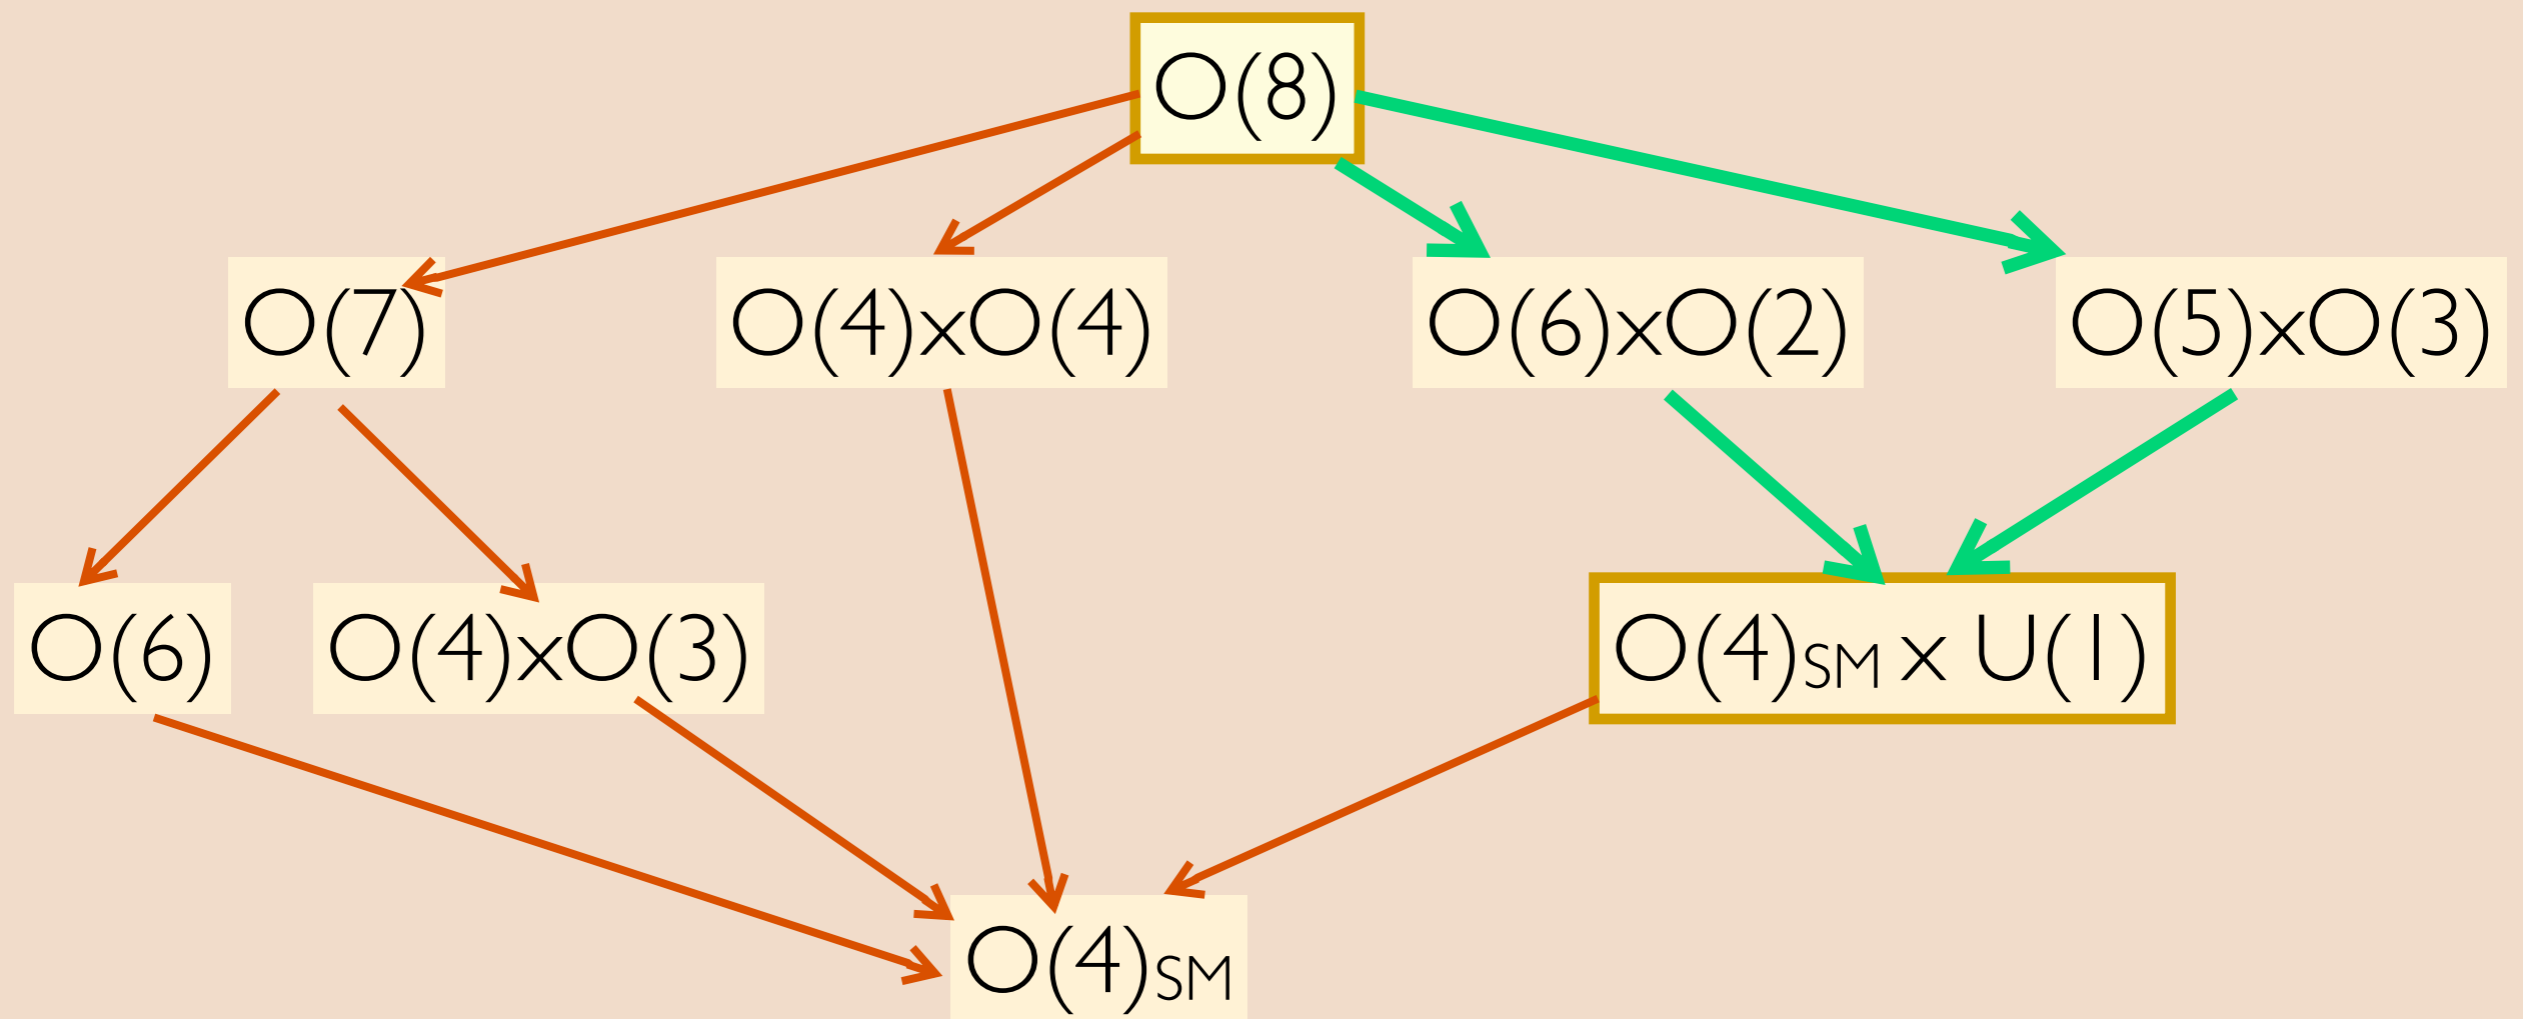 O(8)
O(7)
O(4)xO(4)
O(6)xO(2)
O(5)xO(3)
O(6)
O(4)xO(3)
O(4)SM x U(1)
O(4)SM